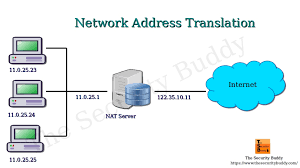 Network Address Translation
11.0.25.23
11.0.25.1
122.35.10.11
Internet
NAT Server
11.0.25.24
11.0.25.25
The Security Buddy
The Security Buddy
https://www.thesecuritybuddy.com/